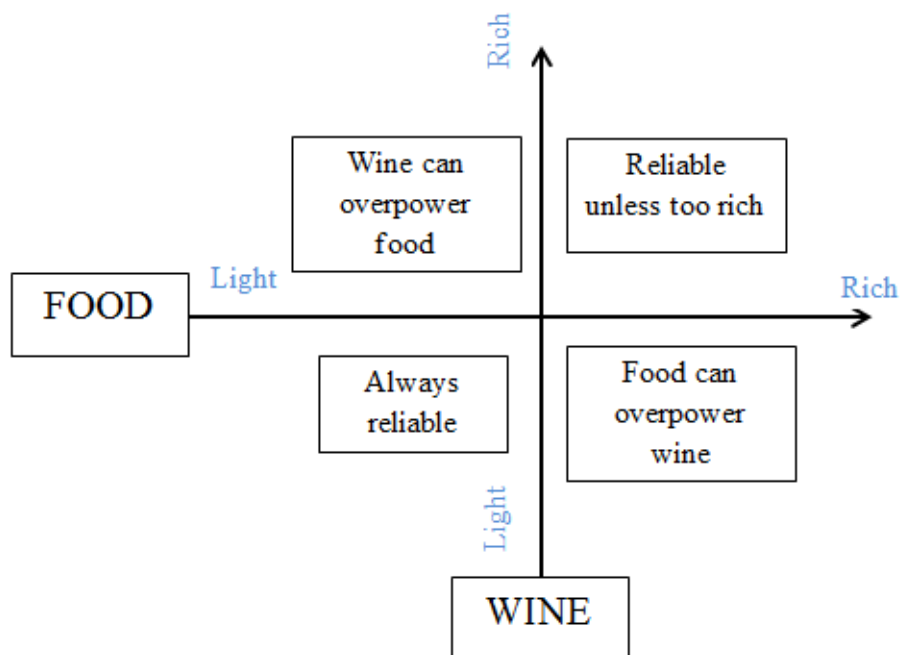 Rich
Wine can
overpower
food
Reliable
unless too rich
Light
Rich
FOOD
Always
reliable
Food can
overpower
wine
Light
WINE